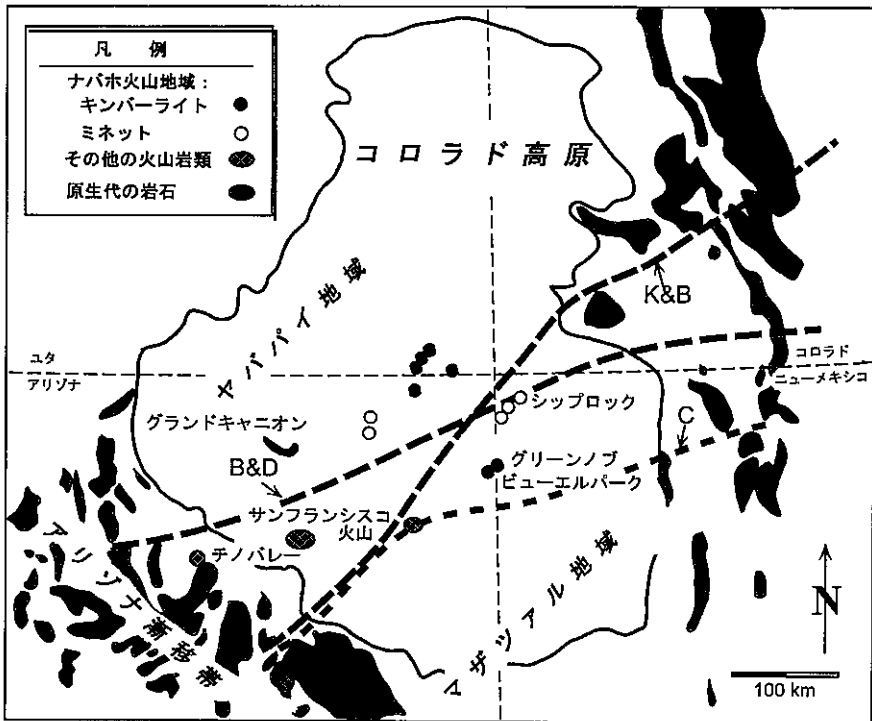 凡 例
ナバホ火山地域：
キンバーライト
ミネット
その他の火山岩類
原生代の岩石
コロラド高原
K&B
ヤバパイ地域
ユタ
アリゾナ
コロラド
ニューメキシコ
グランドキャニオン
シップロック
C
B&D
グリーンノブ
ビューエルパーク
サンフランシスコ
火山
チノバレー
アリゾナ漸移帯
マザツァル地域
N
100 km